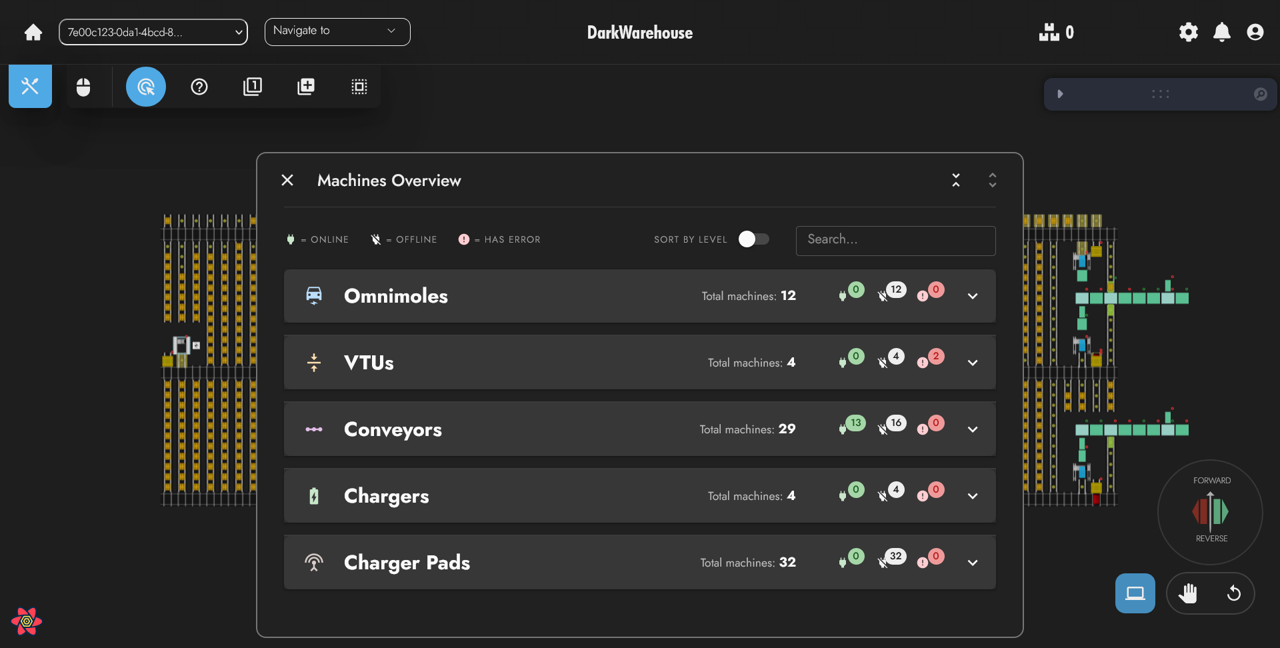 7e00c123-0da1-4bcd-8...
Navigate to
DarkWarehouse
0
1
Machines Overview
= ONLINE
= OFFLINE
= HAS ERROR
SORT BY LEVEL
Search...
Omnimoles
Total machines: 12
0
12
0
VTUs
Total machines: 4
0
4
2
Conveyors
Total machines: 29
13
16
0
Chargers
Total machines: 4
0
4
0
Charger Pads
Total machines: 32
0
32
0
FORWARD
REVERSE